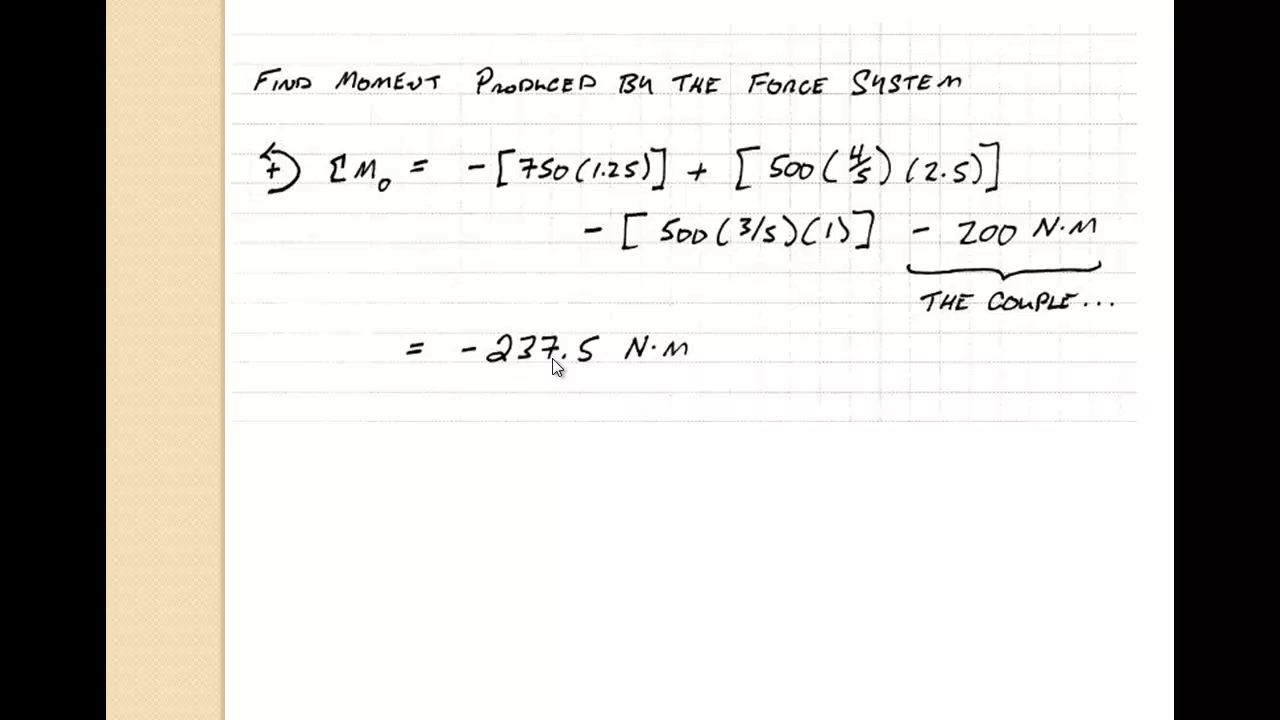 FIND MOMENT PRODUCED BY THE FORCE SYSTEM
+ ΣM₀ = -[750(1.25)] + [500(4/5)(2.5)]
- [500(3/5)(1)] - 200 N·M
THE COUPLE...
= -237.5 N·M